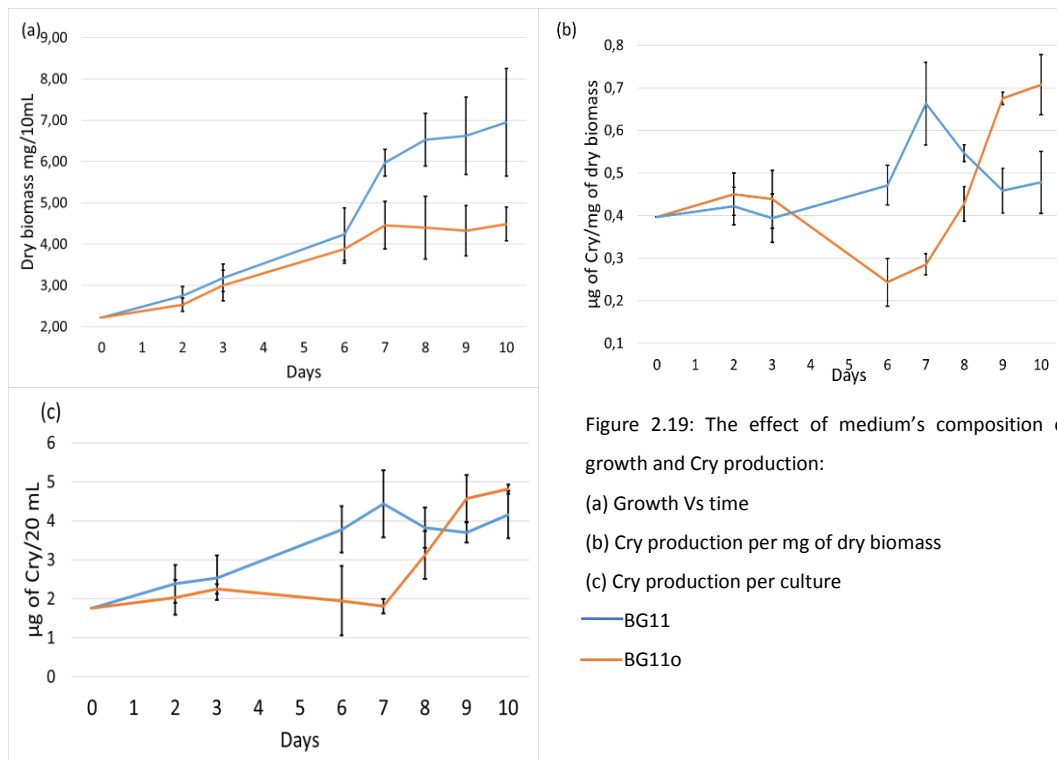 (a)
9,00
8,00
7,00
6,00
5,00
4,00
3,00
2,00
Dry biomass mg/10mL
0 1 2 3 4 5 6 7 8 9 10
Days
(b)
0,8
0,7
0,6
0,5
0,4
0,3
0,2
0,1
µg of Cry/mg of dry biomass
0 1 2 3 4 5 6 7 8 9 10
Days
(c)
6
5
4
3
2
1
0
µg of Cry/20 mL
0 1 2 3 4 5 6 7 8 9 10
Days
Figure 2.19: The effect of medium's composition
growth and Cry production:
(a) Growth Vs time
(b) Cry production per mg of dry biomass
(c) Cry production per culture
BG11
BG11o